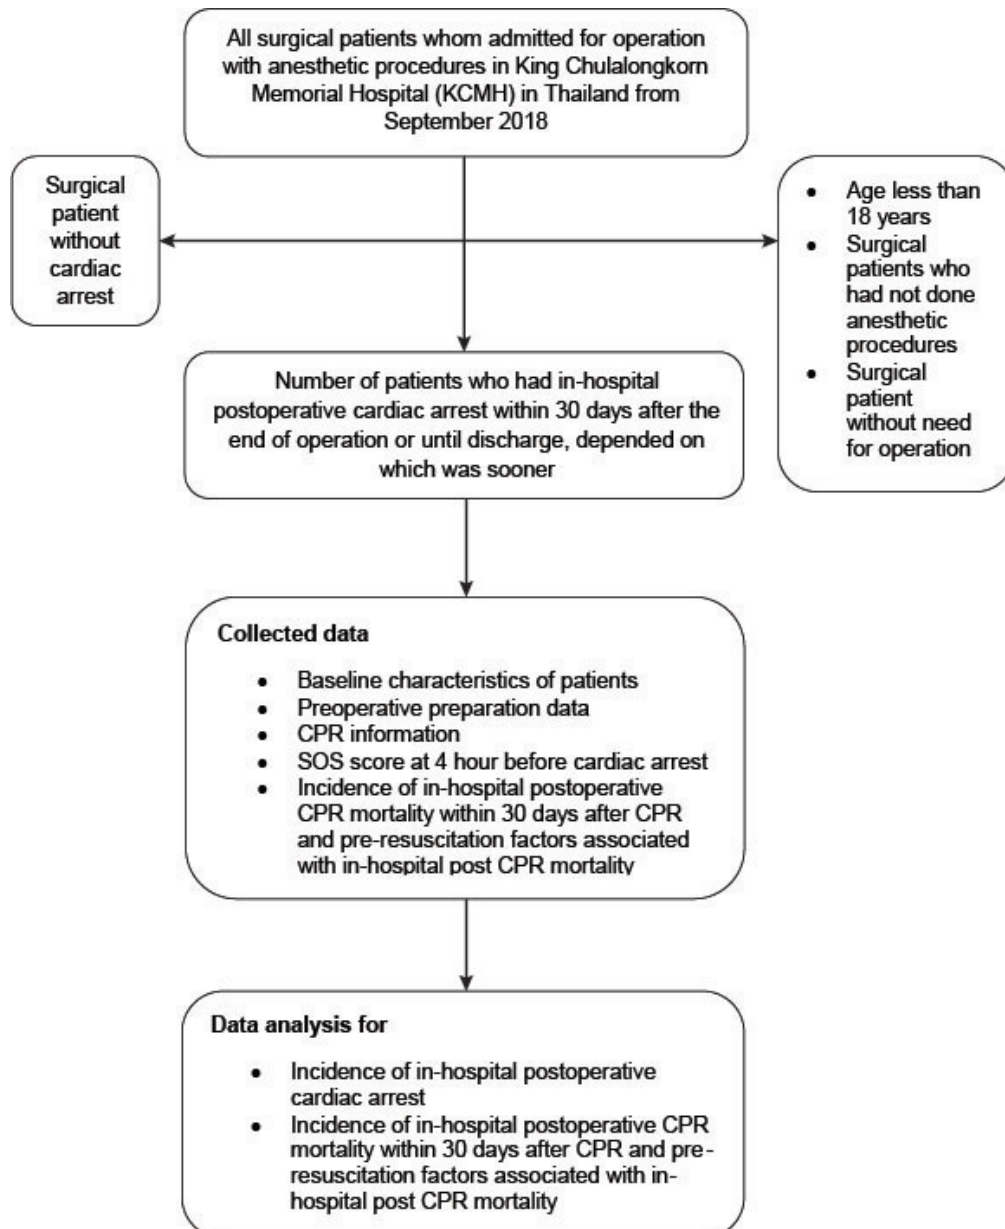 All surgical patients whom admitted for operation
with anesthetic procedures in King Chulalongkorn
Memorial Hospital (KCMH) in Thailand from
September 2018
Surgical
patient
without
cardiac
arrest
• Age less than
18 years
• Surgical
patients who
had not done
anesthetic
procedures
• Surgical
patient
without need
for operation
Number of patients who had in-hospital
postoperative cardiac arrest within 30 days after the
end of operation or until discharge, depended on
which was sooner
Collected data
• Baseline characteristics of patients
• Preoperative preparation data
• CPR information
• SOS score at 4 hour before cardiac arrest
• Incidence of in-hospital postoperative
CPR mortality within 30 days after CPR
and pre-resuscitation factors associated
with in-hospital post CPR mortality
Data analysis for
• Incidence of in-hospital postoperative
cardiac arrest
• Incidence of in-hospital postoperative CPR
mortality within 30 days after CPR and pre-
resuscitation factors associated with in-
hospital post CPR mortality